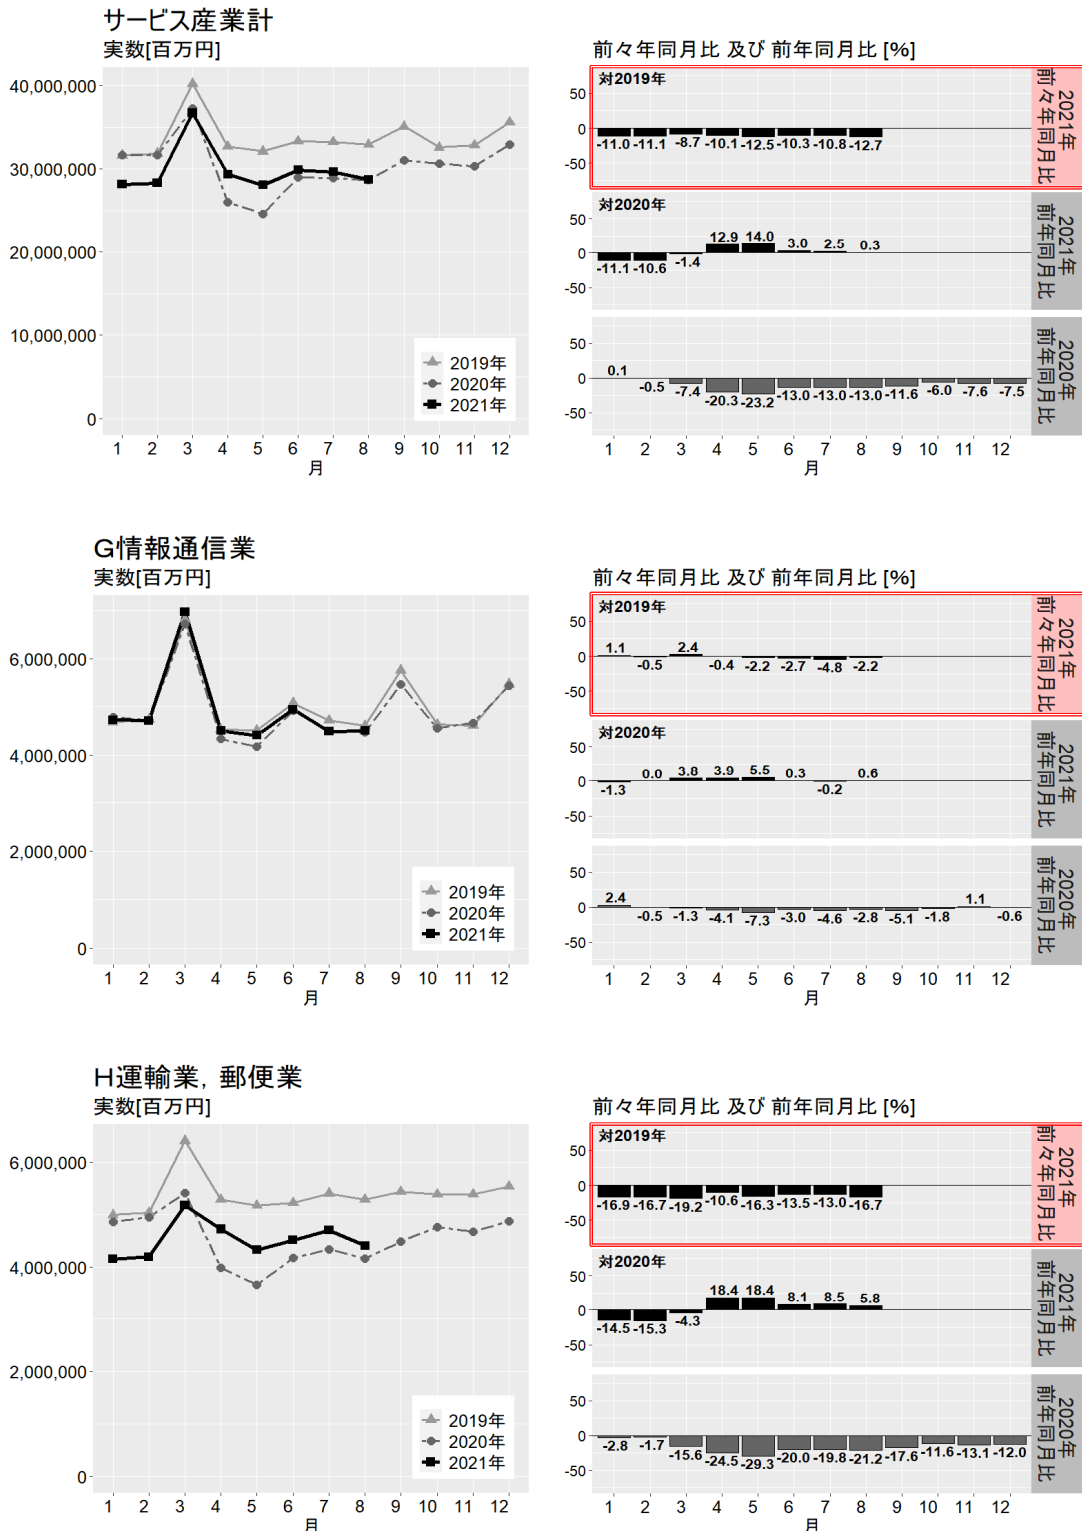 サービス産業計
実数[百万円]
40,000,000
30,000,000
20,000,000
10,000,000
0
2019年
2020年
2021年
1 2 3 4 5 6 7 8 9 10 11 12
月
前々年同月比 及び 前年同月比 [%]
対2019年
50
0
-50
-11.0 -11.1 -8.7 -10.1 -12.5 -10.3 -10.8 -12.7
2021年
前々年同月比
対2020年
50
0
-50
-11.1 -10.6 -1.4 12.9 14.0 3.0 2.5 0.3
2021年
前年同月比
50
0
-50
0.1 -0.5 -7.4 -20.3 -23.2 -13.0 -13.0 -13.0 -11.6 -6.0 -7.6 -7.5
2020年
前年同月比
1 2 3 4 5 6 7 8 9 10 11 12
月
G情報通信業
実数[百万円]
6,000,000
4,000,000
2,000,000
0
2019年
2020年
2021年
1 2 3 4 5 6 7 8 9 10 11 12
月
前々年同月比 及び 前年同月比 [%]
対2019年
50
0
-50
1.1 -0.5 2.4 -0.4 -2.2 -2.7 -4.8 -2.2
2021年
前々年同月比
対2020年
50
0
-50
-1.3 0.0 3.8 3.9 5.5 0.3 -0.2 0.6
2021年
前年同月比
50
0
-50
2.4 -0.5 -1.3 -4.1 -7.3 -3.0 -4.6 -2.8 -5.1 -1.8 1.1 -0.6
2020年
前年同月比
1 2 3 4 5 6 7 8 9 10 11 12
月
H運輸業，郵便業
実数[百万円]
6,000,000
4,000,000
2,000,000
0
2019年
2020年
2021年
1 2 3 4 5 6 7 8 9 10 11 12
月
前々年同月比 及び 前年同月比 [%]
対2019年
50
0
-50
-16.9 -16.7 -19.2 -10.6 -16.3 -13.5 -13.0 -16.7
2021年
前々年同月比
対2020年
50
0
-50
-14.5 -15.3 -4.3 18.4 18.4 8.1 8.5 5.8
2021年
前年同月比
50
0
-50
-2.8 -1.7 -15.6 -24.5 -29.3 -20.0 -19.8 -21.2 -17.6 -11.6 -13.1 -12.0
2020年
前年同月比
1 2 3 4 5 6 7 8 9 10 11 12
月